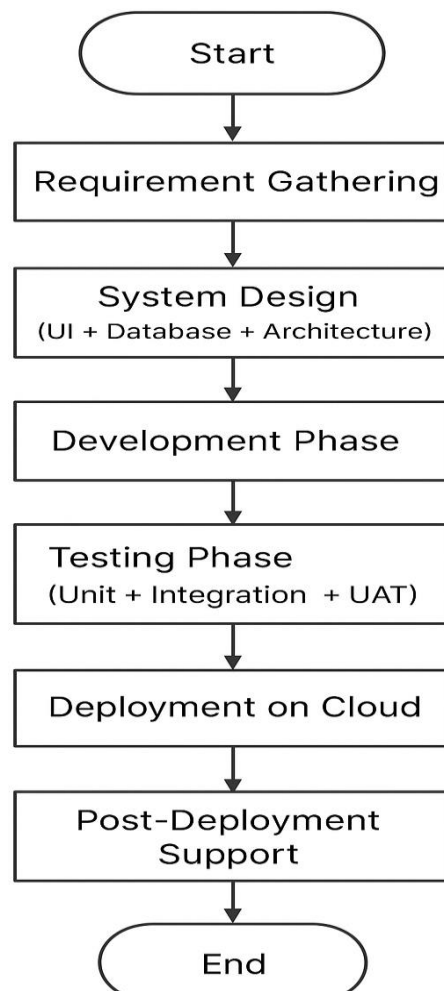 Start
Requirement Gathering
System Design
(UI + Database + Architecture)
Development Phase
Testing Phase
(Unit + Integration + UAT)
Deployment on Cloud
Post-Deployment
Support
End